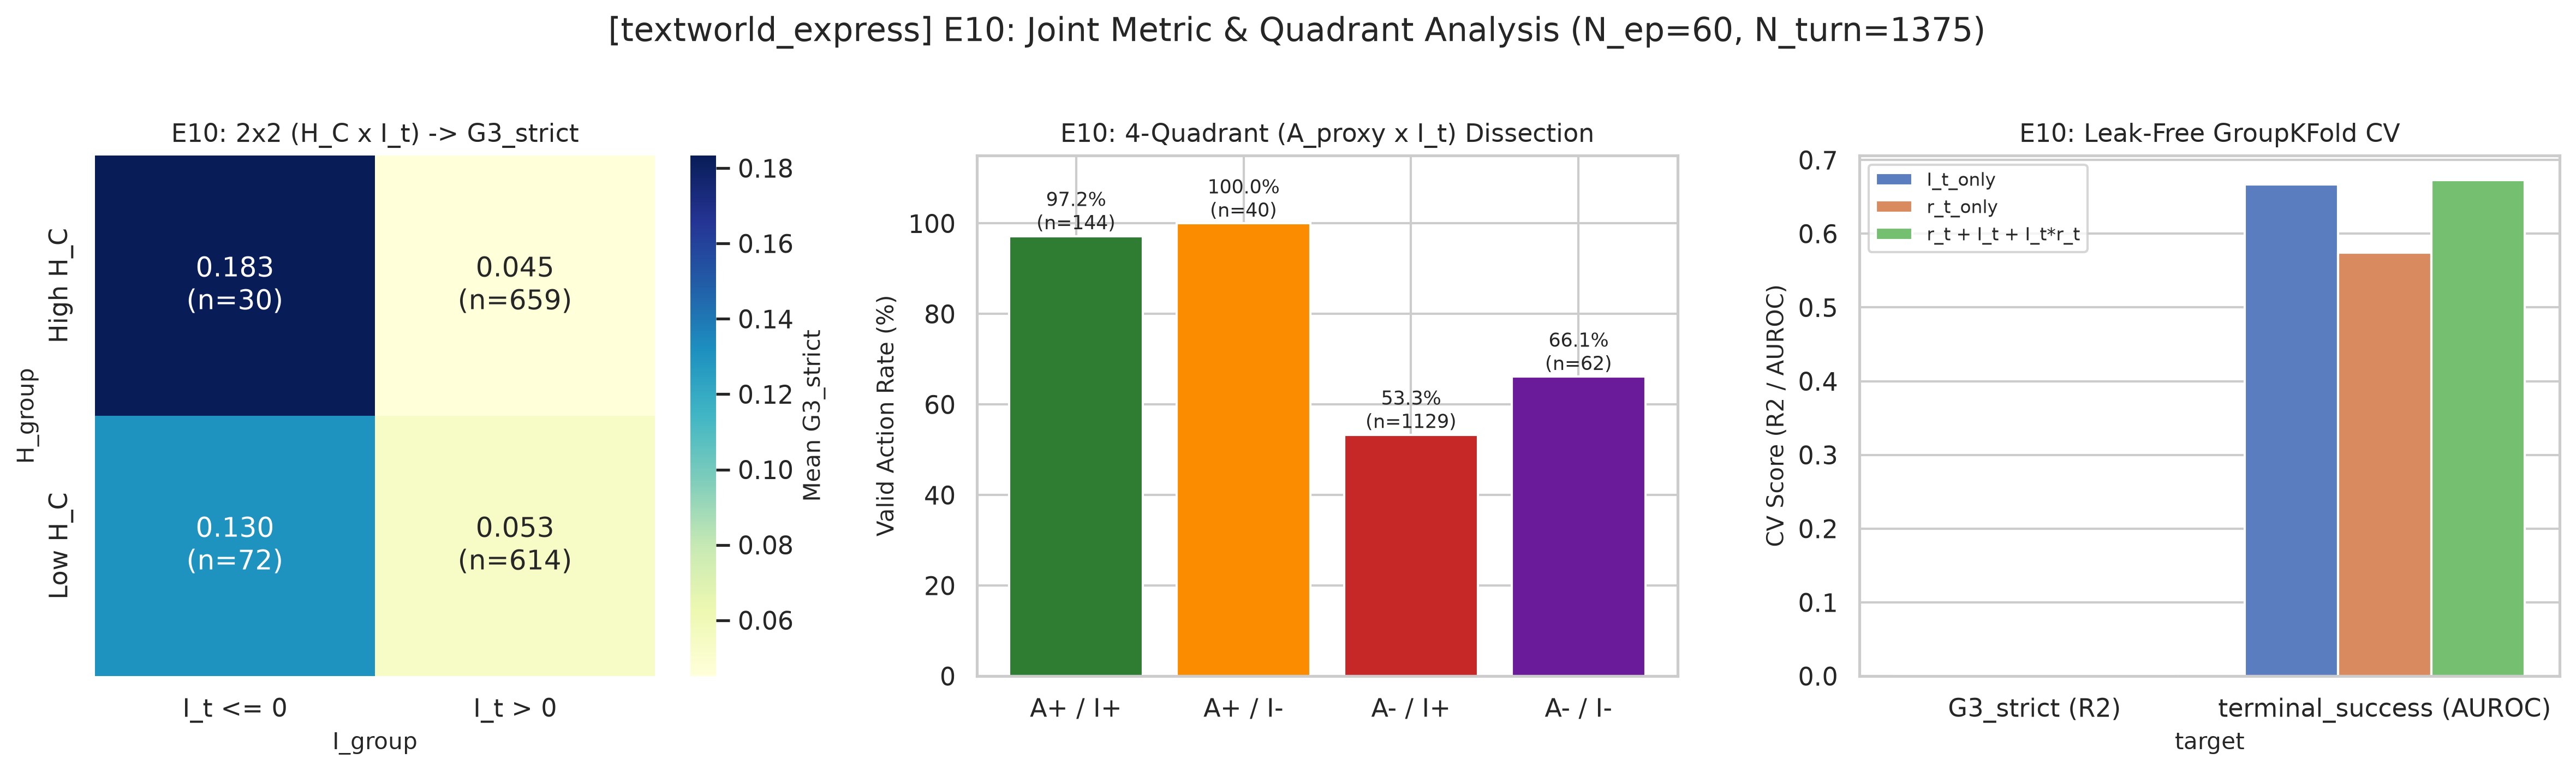 [textworld_express] E10: Joint Metric & Quadrant Analysis (N_ep=60, N_turn=1375)
E10: 2x2 (H_C x I_t) -> G3_strict
H_group
High H_C
Low H_C
0.183
(n=30)
0.045
(n=659)
0.130
(n=72)
0.053
(n=614)
I_t <= 0
I_t > 0
I_group
0.18
0.16
0.14
0.12
0.10
0.08
0.06
Mean G3_strict
E10: 4-Quadrant (A_proxy x I_t) Dissection
Valid Action Rate (%)
100
80
60
40
20
0
97.2%
(n=144)
100.0%
(n=40)
53.3%
(n=1129)
66.1%
(n=62)
A+ / I+
A+ / I-
A- / I+
A- / I-
E10: Leak-Free GroupKFold CV
CV Score (R2 / AUROC)
0.7
0.6
0.5
0.4
0.3
0.2
0.1
0.0
I_t_only
r_t_only
r_t + I_t + I_t*r_t
G3_strict (R2)
terminal_success (AUROC)
target